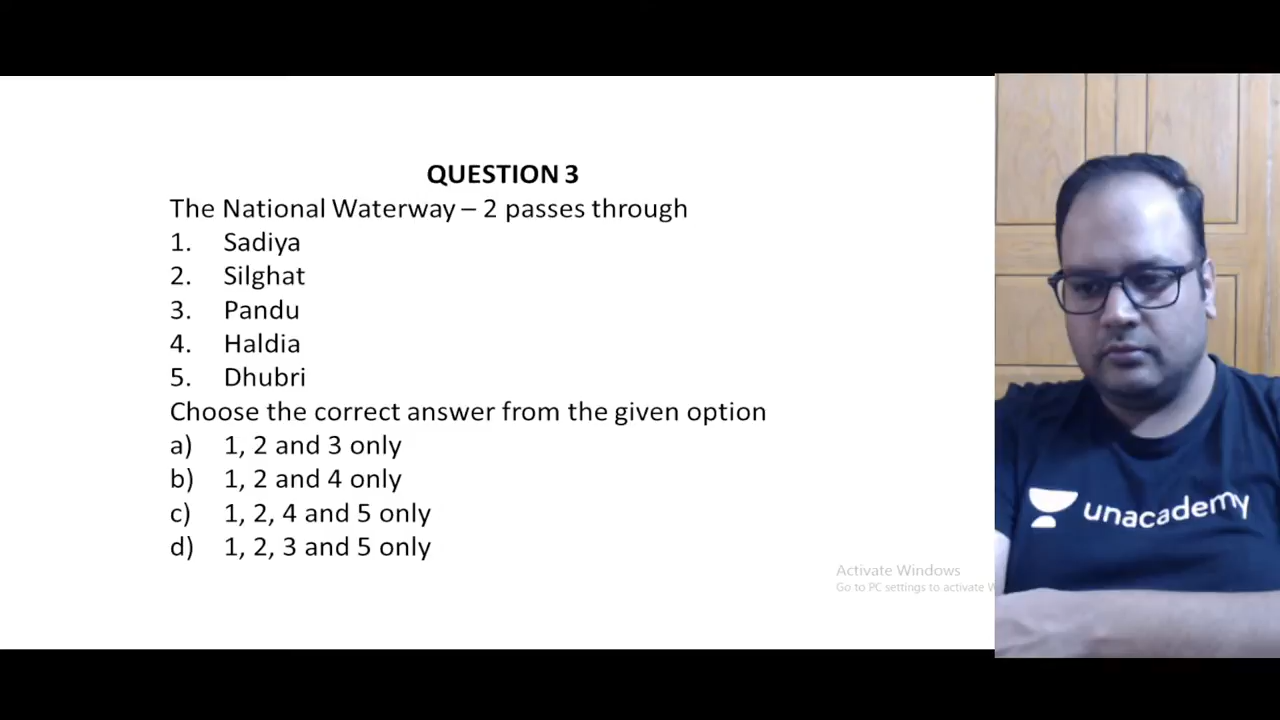 QUESTION 3
The National Waterway – 2 passes through
1. Sadiya
2. Silghat
3. Pandu
4. Haldia
5. Dhubri
Choose the correct answer from the given option
a) 1, 2 and 3 only
b) 1, 2 and 4 only
c) 1, 2, 4 and 5 only
d) 1, 2, 3 and 5 only
Activate Windows
Go to PC settings to activate
unacademy